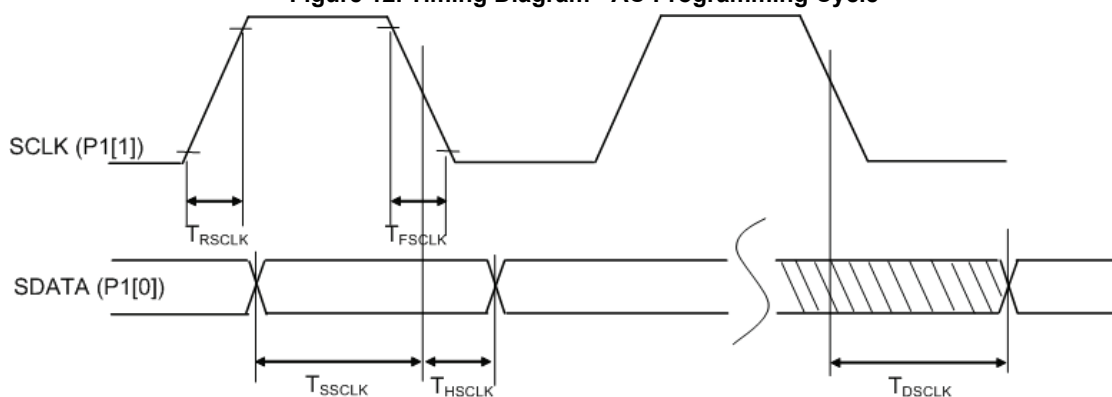 Figure 12. Timing Diagram - AC Programming Cycle
SCLK (P1[1])
TRSCLK
TFSCLK
SDATA (P1[0])
TSSCLK
THSCLK
TDSCLK